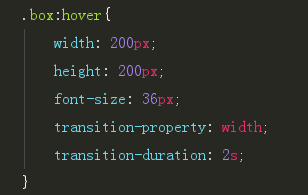 .box:hover{
width: 200px;
height: 200px;
font-size: 36px;
transition-property: width;
transition-duration: 2s;
}